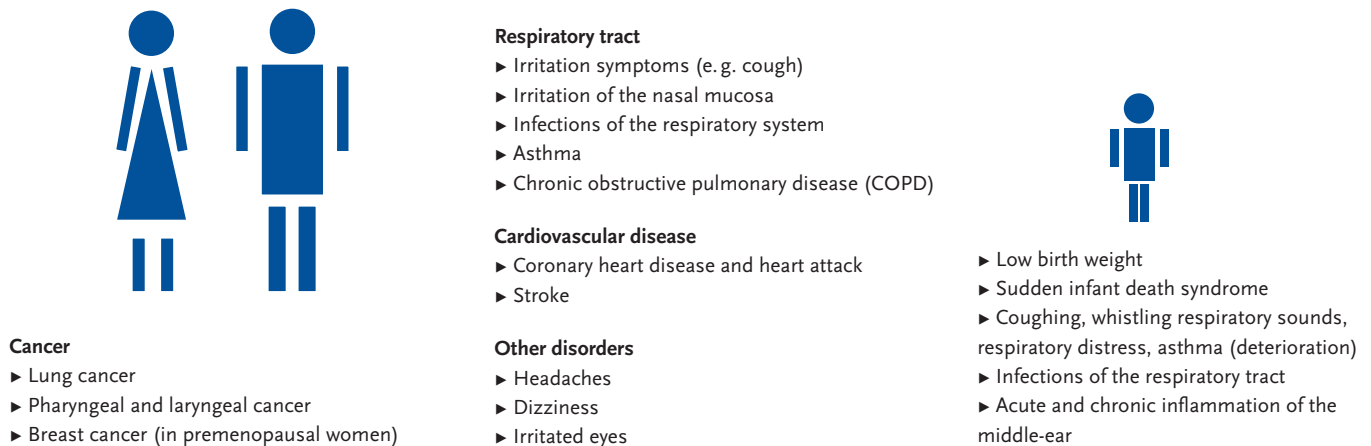 Cancer
► Lung cancer
► Pharyngeal and laryngeal cancer
► Breast cancer (in premenopausal women)
Respiratory tract
► Irritation symptoms (e. g. cough)
► Irritation of the nasal mucosa
► Infections of the respiratory system
► Asthma
► Chronic obstructive pulmonary disease (COPD)
Cardiovascular disease
► Coronary heart disease and heart attack
► Stroke
Other disorders
► Headaches
► Dizziness
► Irritated eyes
► Low birth weight
► Sudden infant death syndrome
► Coughing, whistling respiratory sounds,
respiratory distress, asthma (deterioration)
► Infections of the respiratory tract
► Acute and chronic inflammation of the
middle-ear